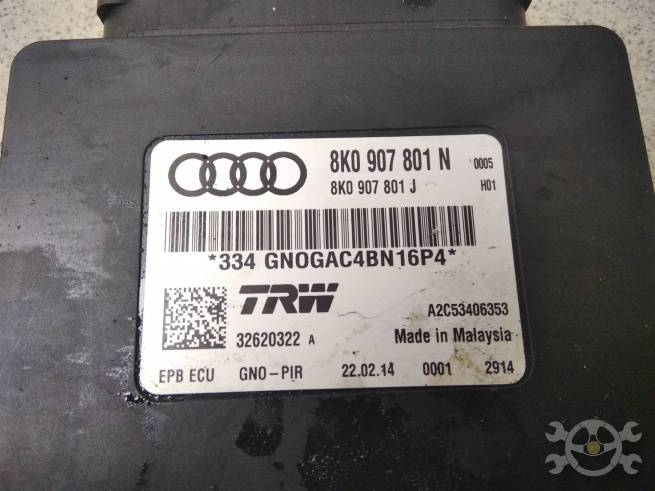 8K0 907 801 N 0005
8K0 907 801 J H01
*334 GNOGAC4BN16P4*
TRW A2C53406353
32620322 A Made in Malaysia
EPB ECU GNO-PIR 22.02.14 0001 2914